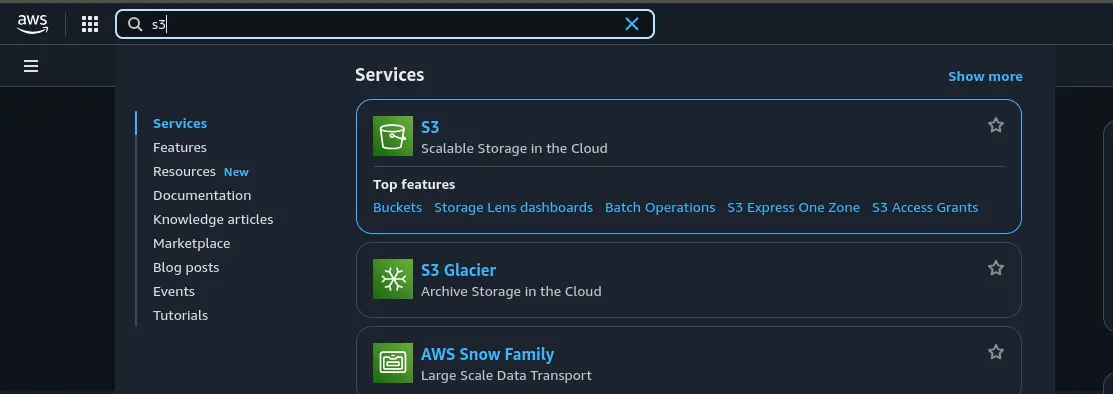 aws
s3
Services
Show more
Services
Features
Resources New
Documentation
Knowledge articles
Marketplace
Blog posts
Events
Tutorials
S3
Scalable Storage in the Cloud
Top features
Buckets Storage Lens dashboards Batch Operations S3 Express One Zone S3 Access Grants
S3 Glacier
Archive Storage in the Cloud
AWS Snow Family
Large Scale Data Transport